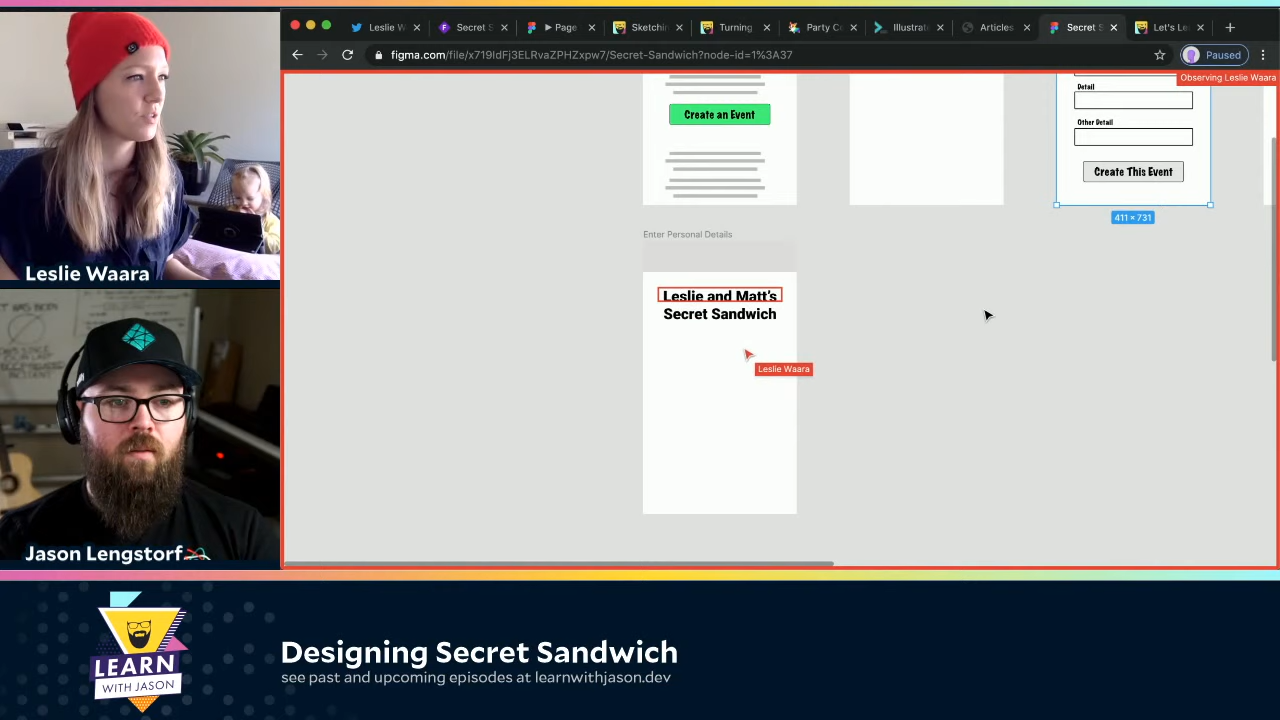 Leslie W
Secret S
Page
Sketchin
Turning
Party Co
Illustrate
Articles
Secret S
Let's Le
figma.com/file/x719IdFj3ELRvaZPHZxpw7/Secret-Sandwich?node-id=1%3A37
Paused
Observing Leslie Waara
Detail
Create an Event
Other Detail
Create This Event
411 × 731
Enter Personal Details
Leslie and Matt's
Secret Sandwich
Leslie Waara
Leslie Waara
Jason Lengstorf
LEARN
WITH JASON
Designing Secret Sandwich
see past and upcoming episodes at learnwithjason.dev